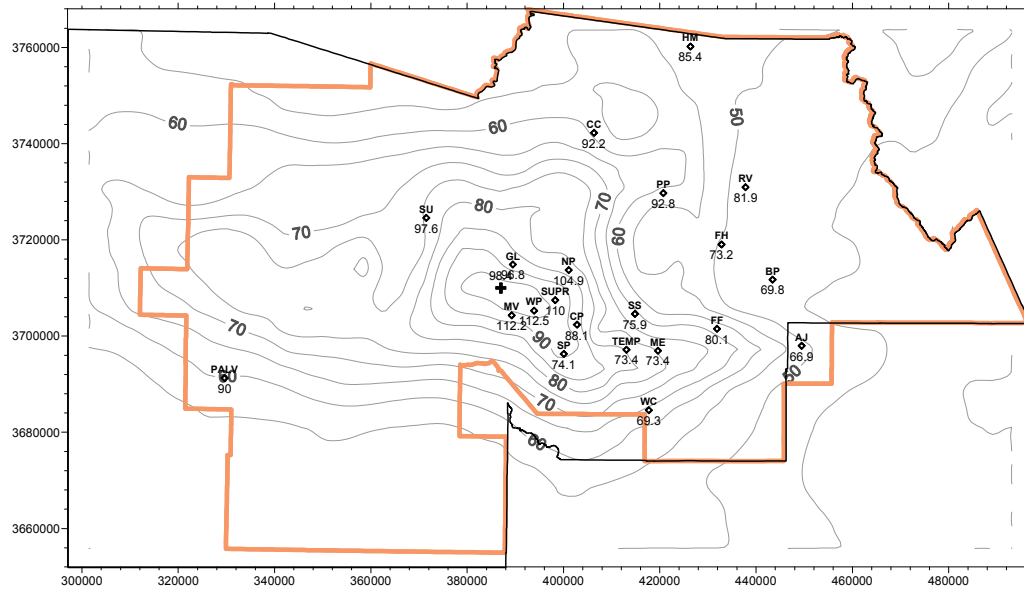 3760000
HM
85.4
50
60
60
CC
92.2
3740000
RV
81.9
PP
92.8
70
SU
97.6
80
70
60
FH
73.2
3720000
GL
96.8
98.4
NP
104.9
BP
69.8
SUPR
110
MV
112.2
WP
112.5
CP
88.1
SS
75.9
70
3700000
90
FF
80.1
SP
74.1
TEMP
73.4
ME
73.4
AJ
66.9
50
PALV
90
60
80
70
WC
69.3
3680000
60
3660000
300000 320000 340000 360000 380000 400000 420000 440000 460000 480000